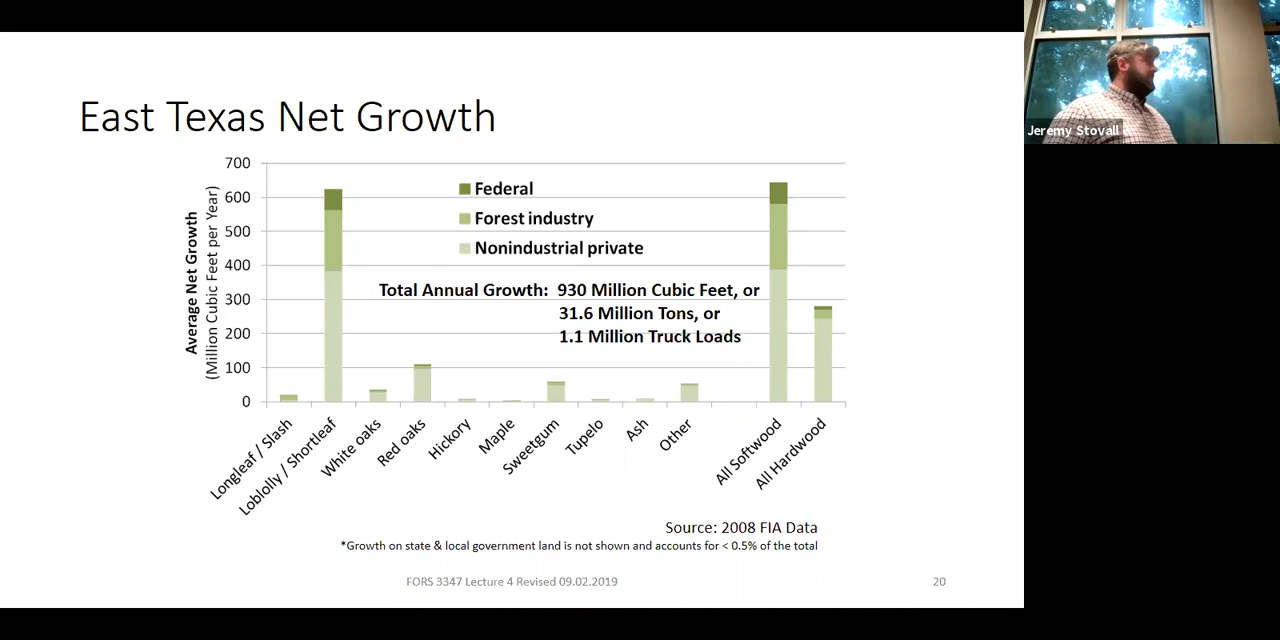 Jeremy Stovall
East Texas Net Growth
Average Net Growth
(Million Cubic Feet per Year)
700
600
500
400
300
200
100
0
Federal
Forest industry
Nonindustrial private
Total Annual Growth: 930 Million Cubic Feet, or
31.6 Million Tons, or
1.1 Million Truck Loads
Longleaf / Slash
Loblolly / Shortleaf
White oaks
Red oaks
Hickory
Maple
Sweetgum
Tupelo
Ash
Other
All Softwood
All Hardwood
Source: 2008 FIA Data
*Growth on state & local government land is not shown and accounts for < 0.5% of the total
FORS 3347 Lecture 4 Revised 09.02.2019
20